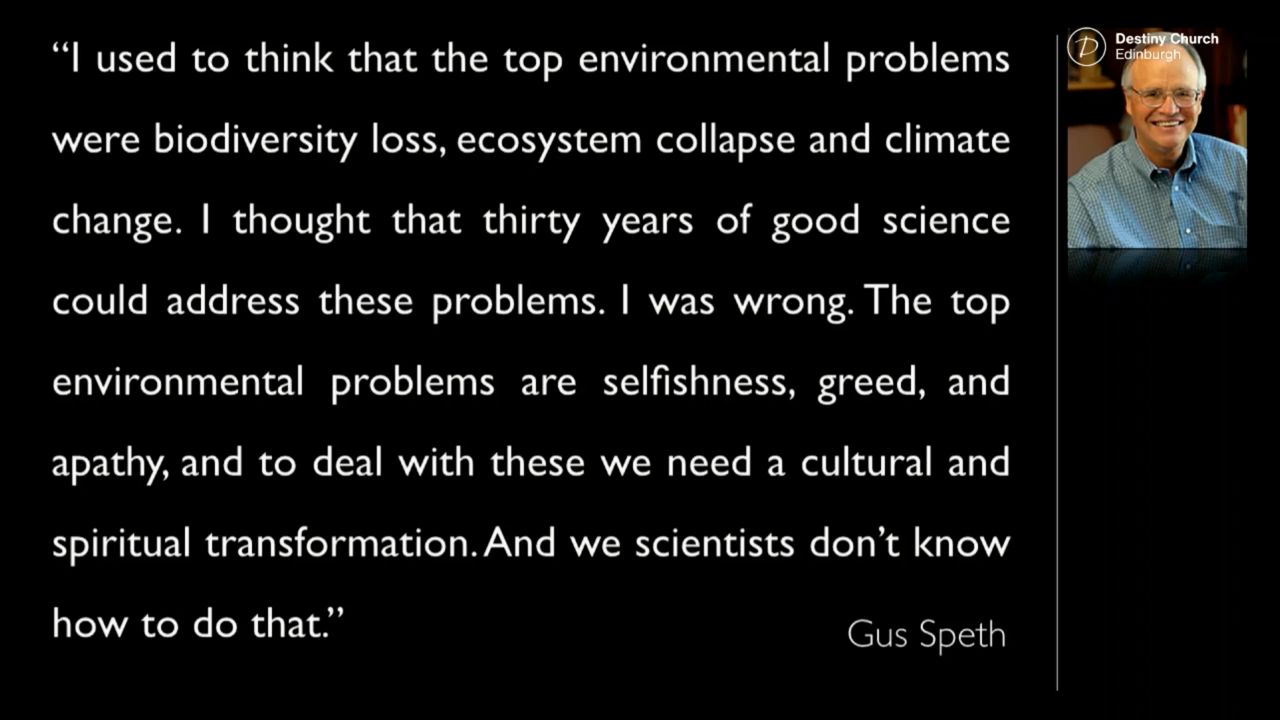 “I used to think that the top environmental problems
were biodiversity loss, ecosystem collapse and climate
change. I thought that thirty years of good science
could address these problems. I was wrong. The top
environmental problems are selfishness, greed, and
apathy, and to deal with these we need a cultural and
spiritual transformation. And we scientists don’t know
how to do that.”
Gus Speth
Destiny Church
Edinburgh